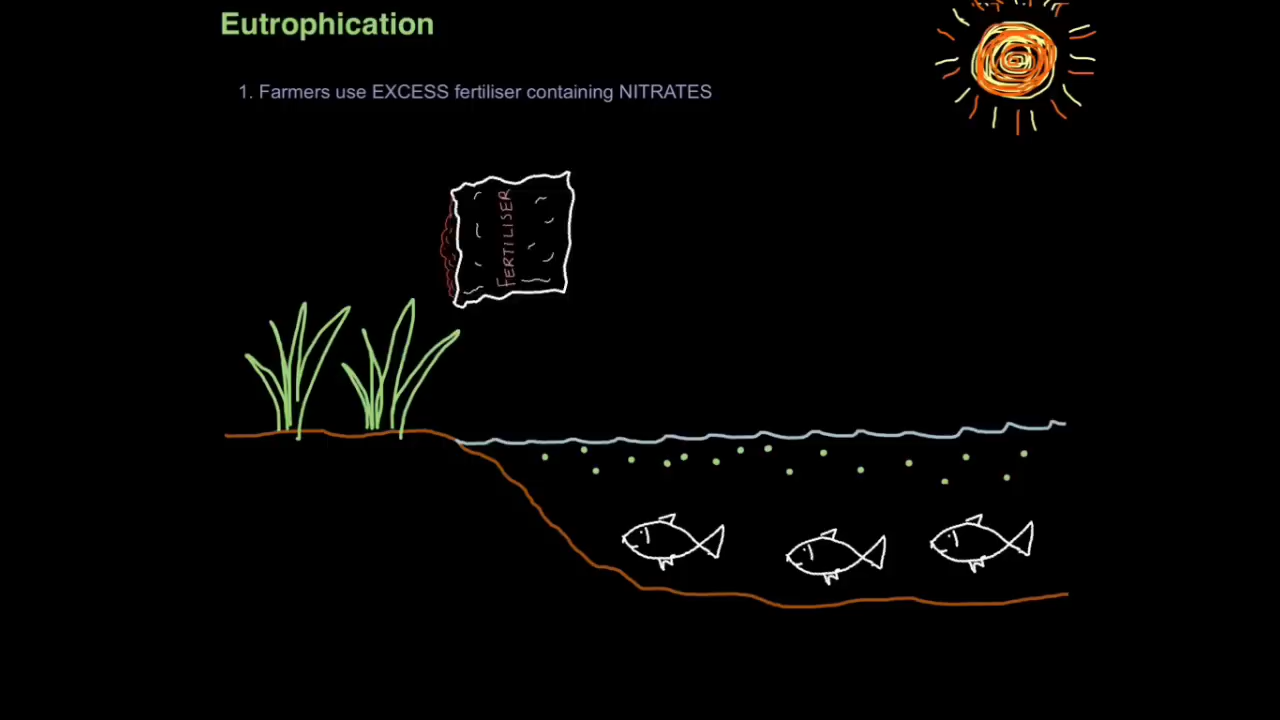 Eutrophication
1. Farmers use EXCESS fertiliser containing NITRATES
FERTILISER